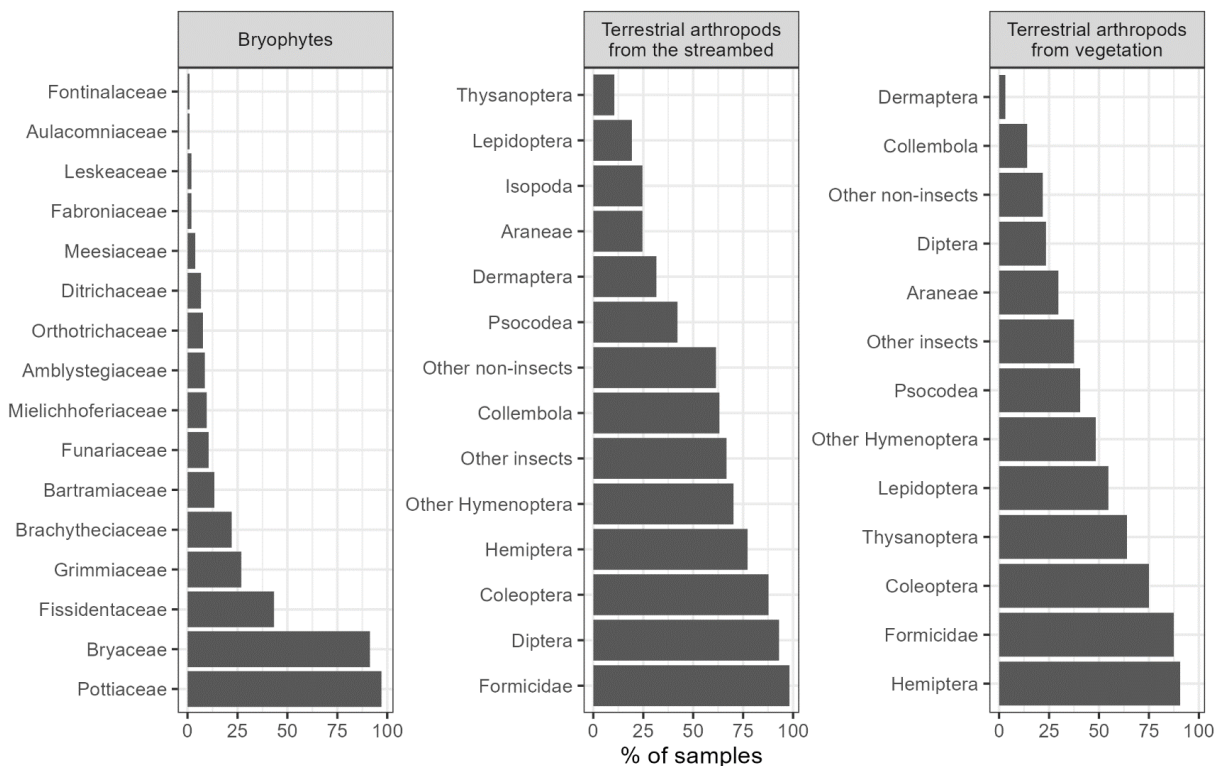 Bryophytes
Fontinalaceae
Aulacomniaceae
Leskeaceae
Fabroniaceae
Meesiaceae
Ditrichaceae
Orthotrichaceae
Amblystegiaceae
Mielichhoferiaceae
Funariaceae
Bartramiaceae
Brachytheciaceae
Grimmiaceae
Fissidentaceae
Bryaceae
Pottiaceae
0 25 50 75 100
Terrestrial arthropods
from the streambed
Thysanoptera
Lepidoptera
Isopoda
Araneae
Dermaptera
Psocodea
Other non-insects
Collembola
Other insects
Other Hymenoptera
Hemiptera
Coleoptera
Diptera
Formicidae
0 25 50 75 100
Terrestrial arthropods
from vegetation
Dermaptera
Collembola
Other non-insects
Diptera
Araneae
Other insects
Psocodea
Other Hymenoptera
Lepidoptera
Thysanoptera
Coleoptera
Formicidae
Hemiptera
0 25 50 75 100
% of samples